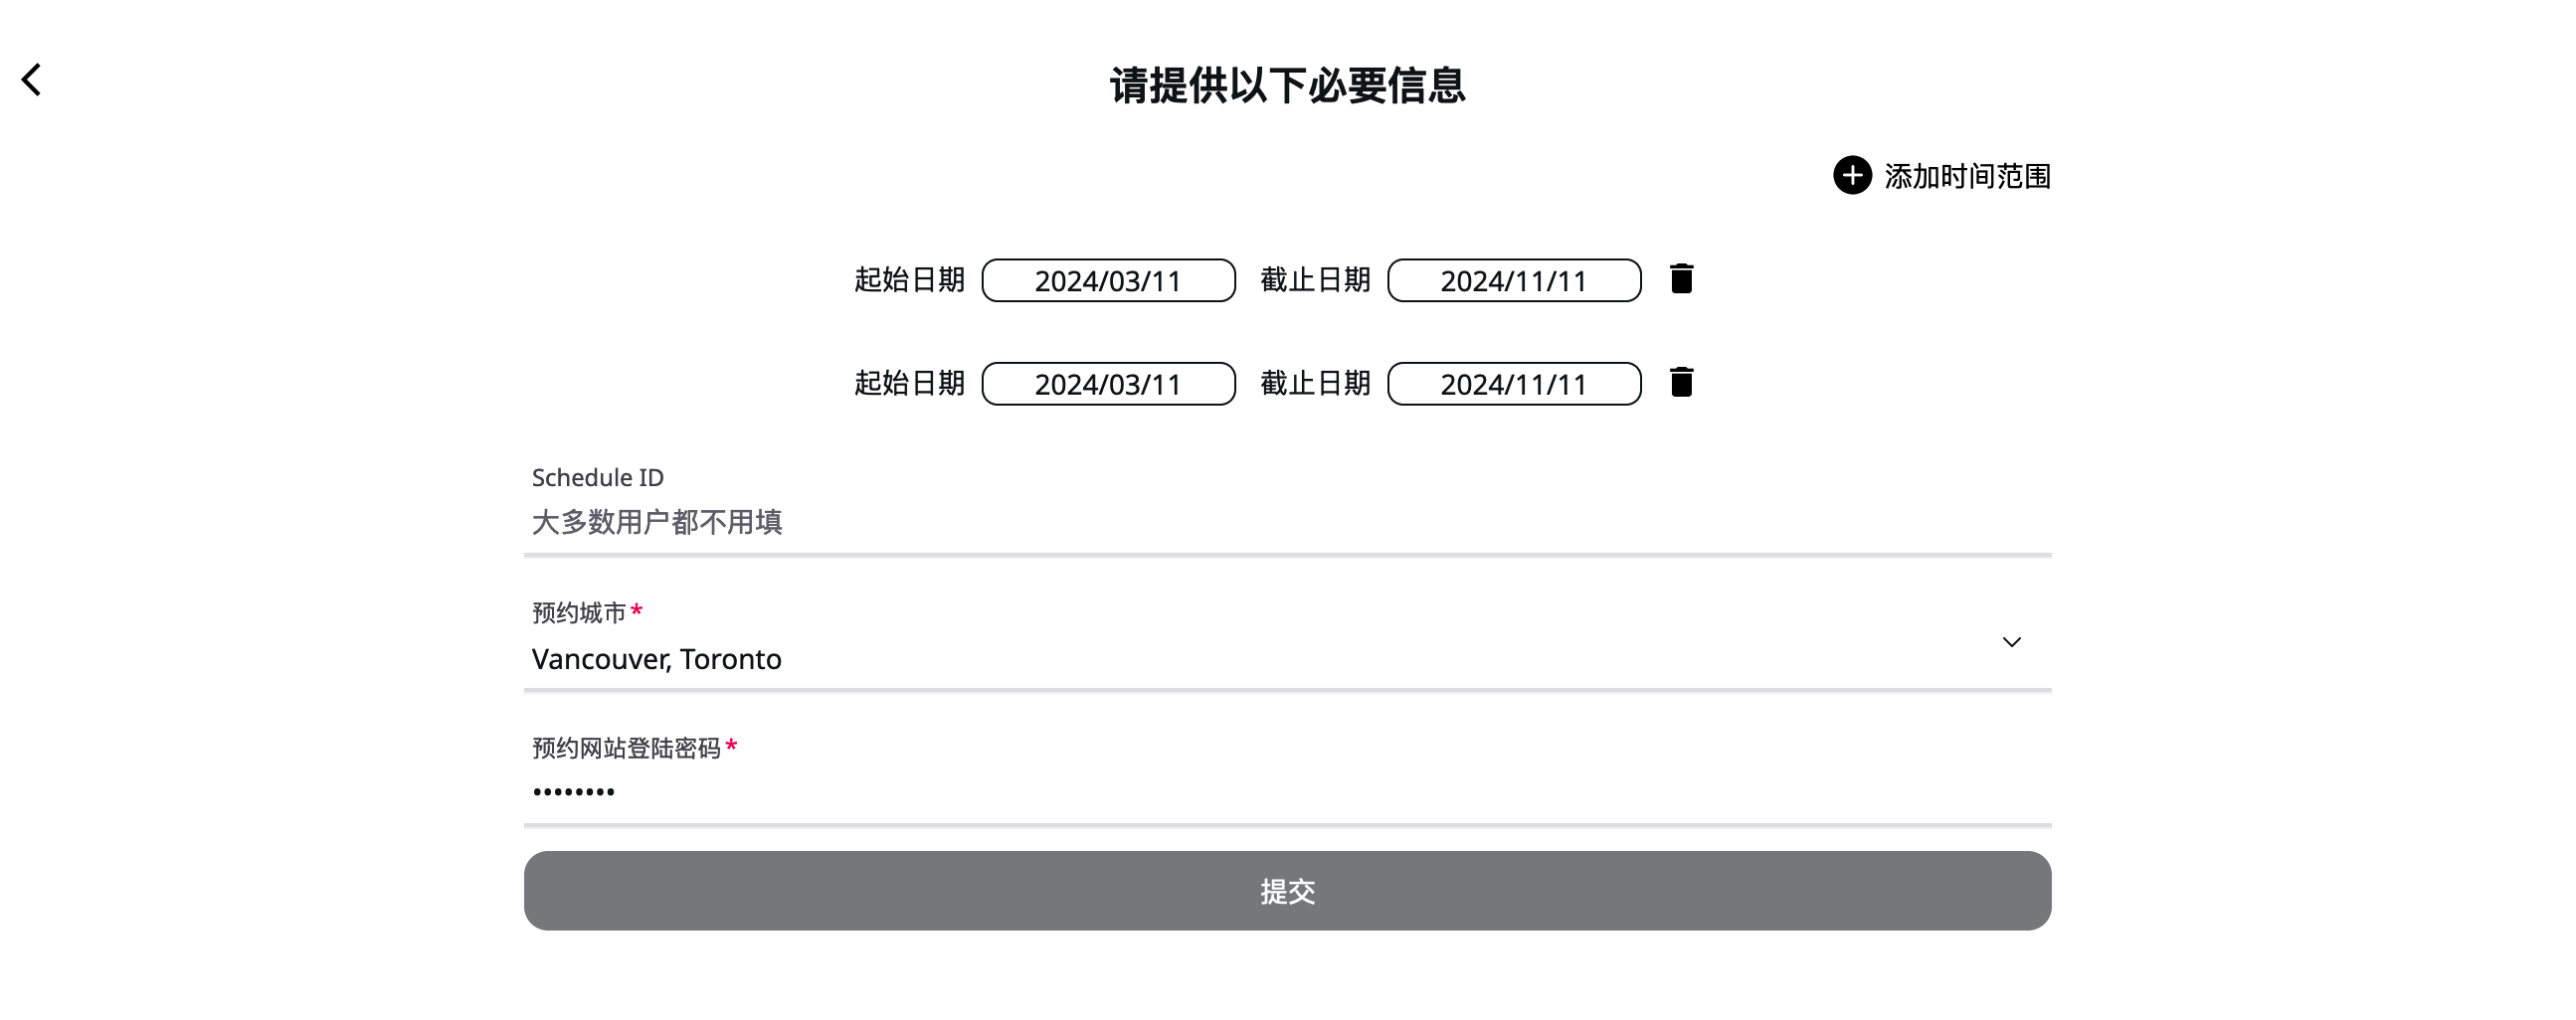 请提供以下必要信息
添加时间范围
起始日期 2024/03/11 截止日期 2024/11/11
起始日期 2024/03/11 截止日期 2024/11/11
Schedule ID
大多数用户都不用填
预约城市*
Vancouver, Toronto
预约网站登陆密码*
••••••••
提交